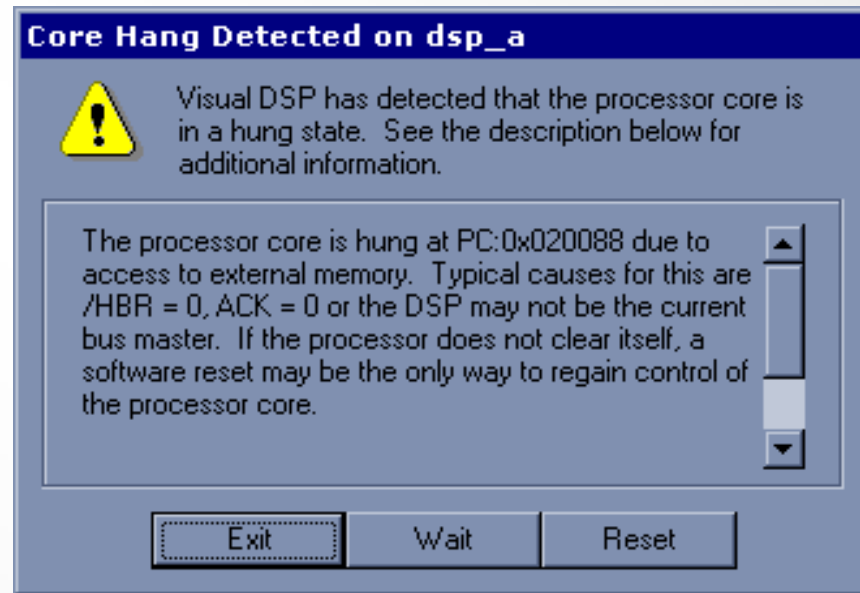 Core Hang Detected on dsp_a
Visual DSP has detected that the processor core is
in a hung state.  See the description below for
additional information.
The processor core is hung at PC:0x020088 due to
access to external memory.  Typical causes for this are
/HBR = 0, ACK = 0 or the DSP may not be the current
bus master.  If the processor does not clear itself, a
software reset may be the only way to regain control of
the processor core.
Exit
Wait
Reset